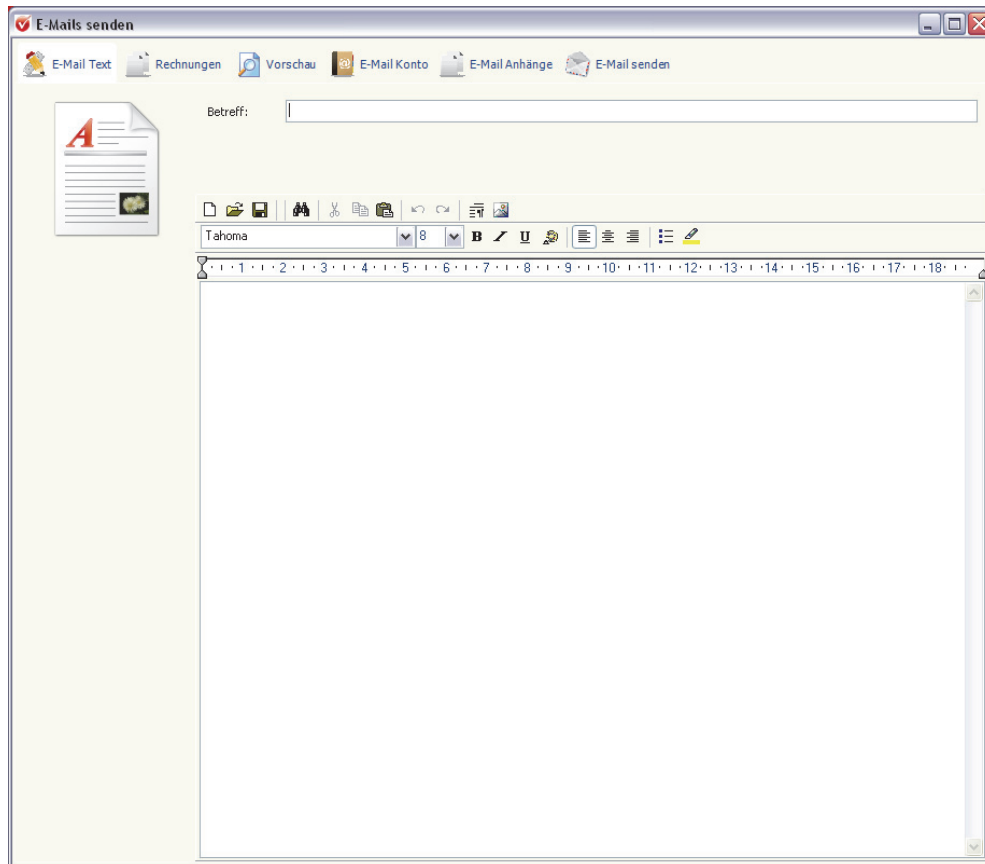 E-Mails senden
E-Mail Text Rechnungen Vorschau E-Mail Konto E-Mail Anhänge E-Mail senden
Betreff:
A
Tahoma 8 B I U
1 2 3 4 5 6 7 8 9 10 11 12 13 14 15 16 17 18